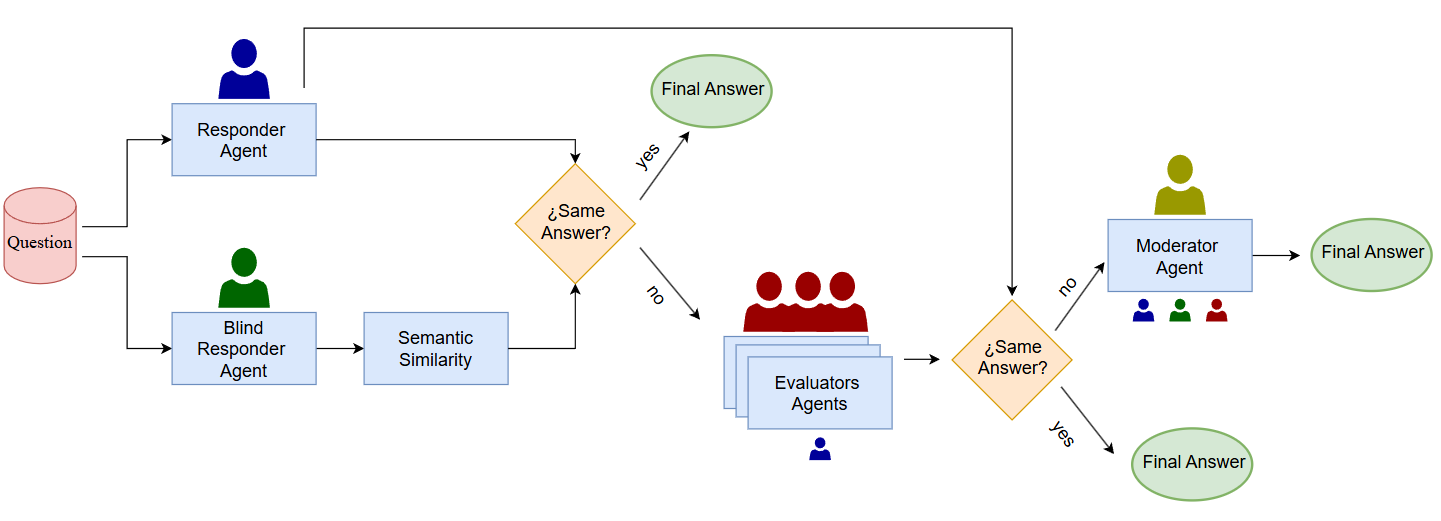 Question
Responder
Agent
Blind
Responder
Agent
Semantic
Similarity
¿Same
Answer?
yes
Final Answer
no
Evaluators
Agents
¿Same
Answer?
no
Moderator
Agent
Final Answer
yes
Final Answer